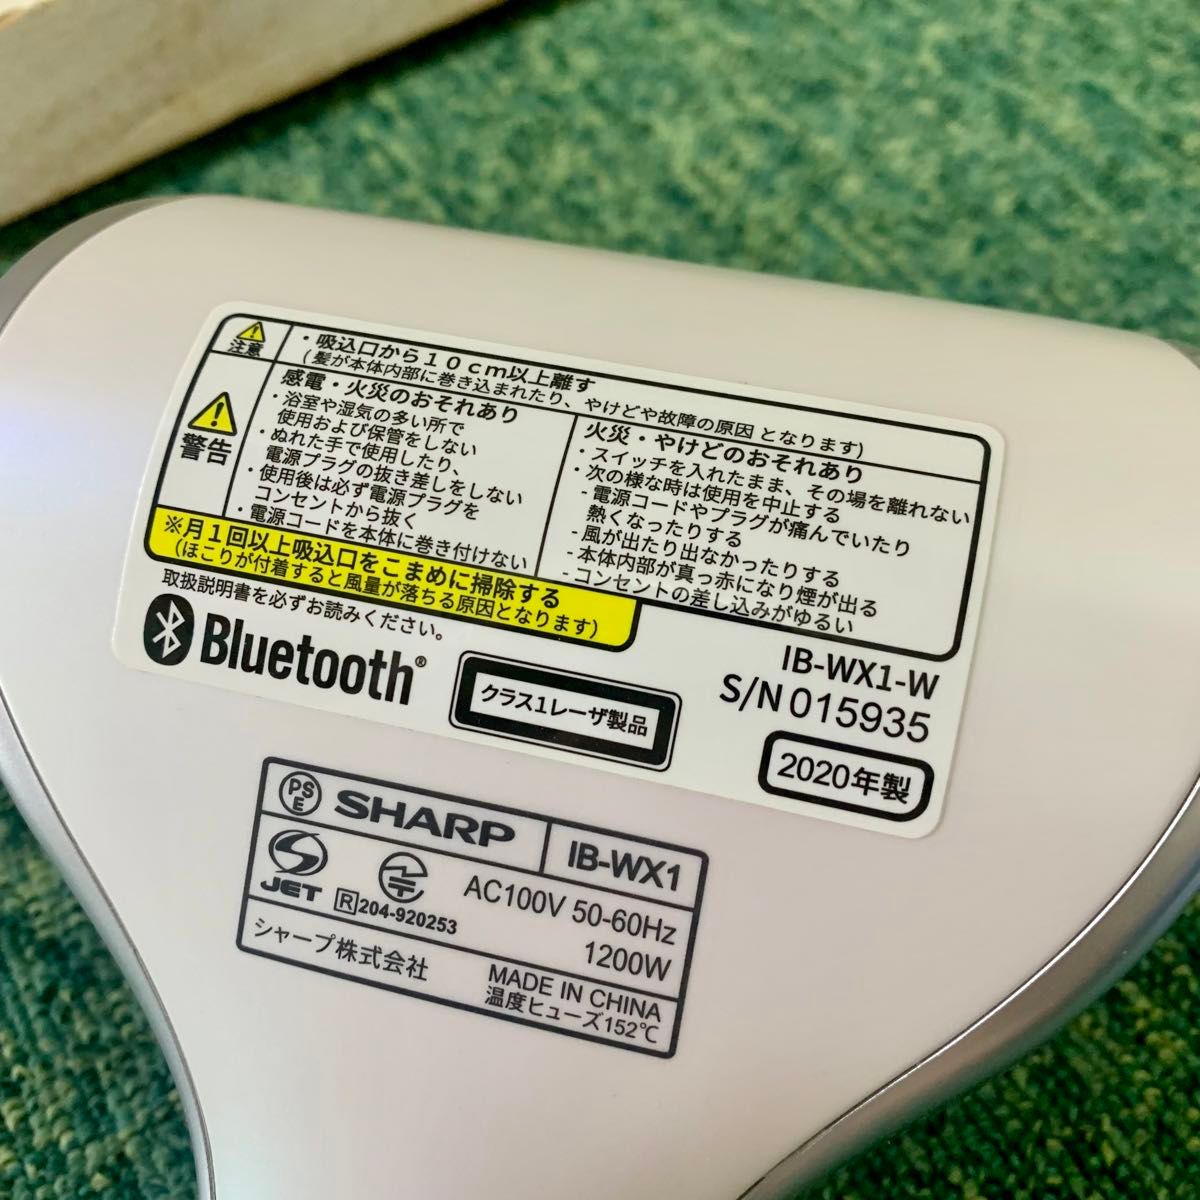 注意
・吸込口から10cm以上離す
(髪が本体内部に巻き込まれたり、やけどや故障の原因となります)
警告
感電・火災のおそれあり
・浴室や湿気の多い所で
使用および保管をしない
・ぬれた手で使用したり、
電源プラグの抜き差しをしない
・使用後は必ず電源プラグを
コンセントから抜く
・電源コードを本体に巻き付けない
火災・やけどのおそれあり
・スイッチを入れたまま、その場を離れない
・次の様な時は使用を中止する
-電源コードやプラグが痛んでいたり
熱くなったりする
-風が出たり出なかったりする
-本体内部が真っ赤になり煙が出る
-コンセントの差し込みがゆるい
※月1回以上吸込口をこまめに掃除する
(ほこりが付着すると風量が落ちる原因となります)
取扱説明書を必ずお読みください。
Bluetooth®
クラス1レーザ製品
IB-WX1-W
S/N 015935
2020年製
PSE SHARP IB-WX1
JET
R 204-920253
AC100V 50-60Hz
1200W
シャープ株式会社
MADE IN CHINA
温度ヒューズ152℃